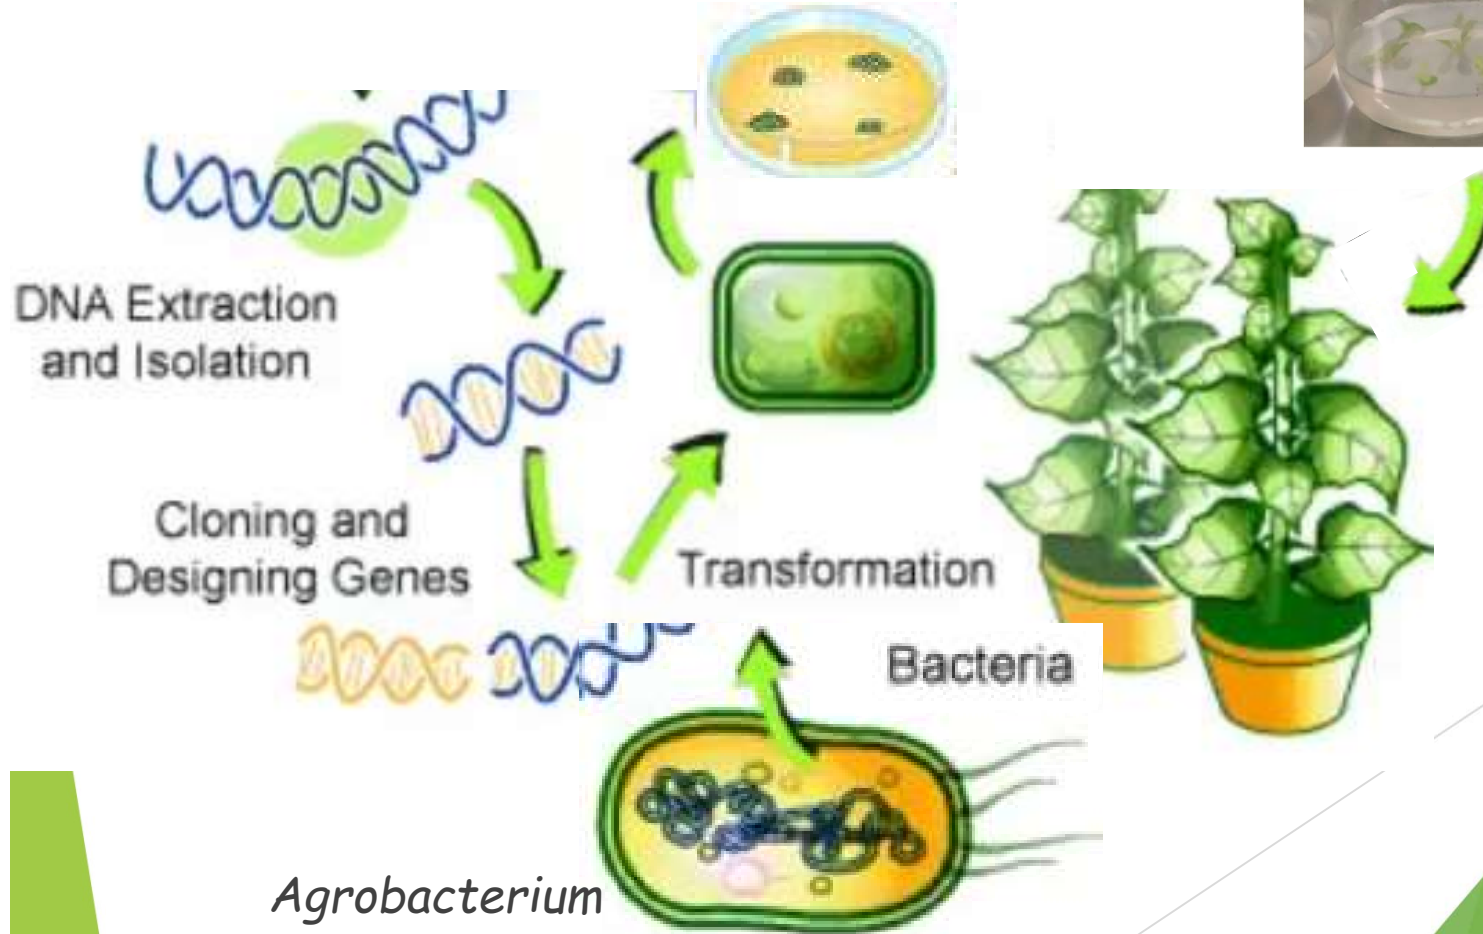 DNA Extraction
and Isolation
Cloning and
Designing Genes
Transformation
Bacteria
Agrobacterium